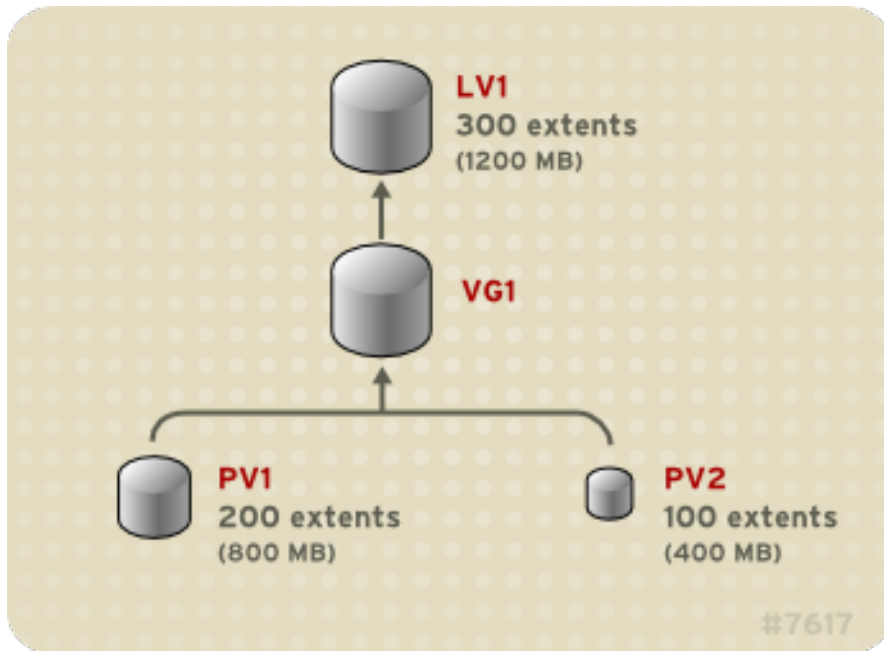 LV1
300 extents
(1200 MB)
VG1
PV1
200 extents
(800 MB)
PV2
100 extents
(400 MB)
#7617